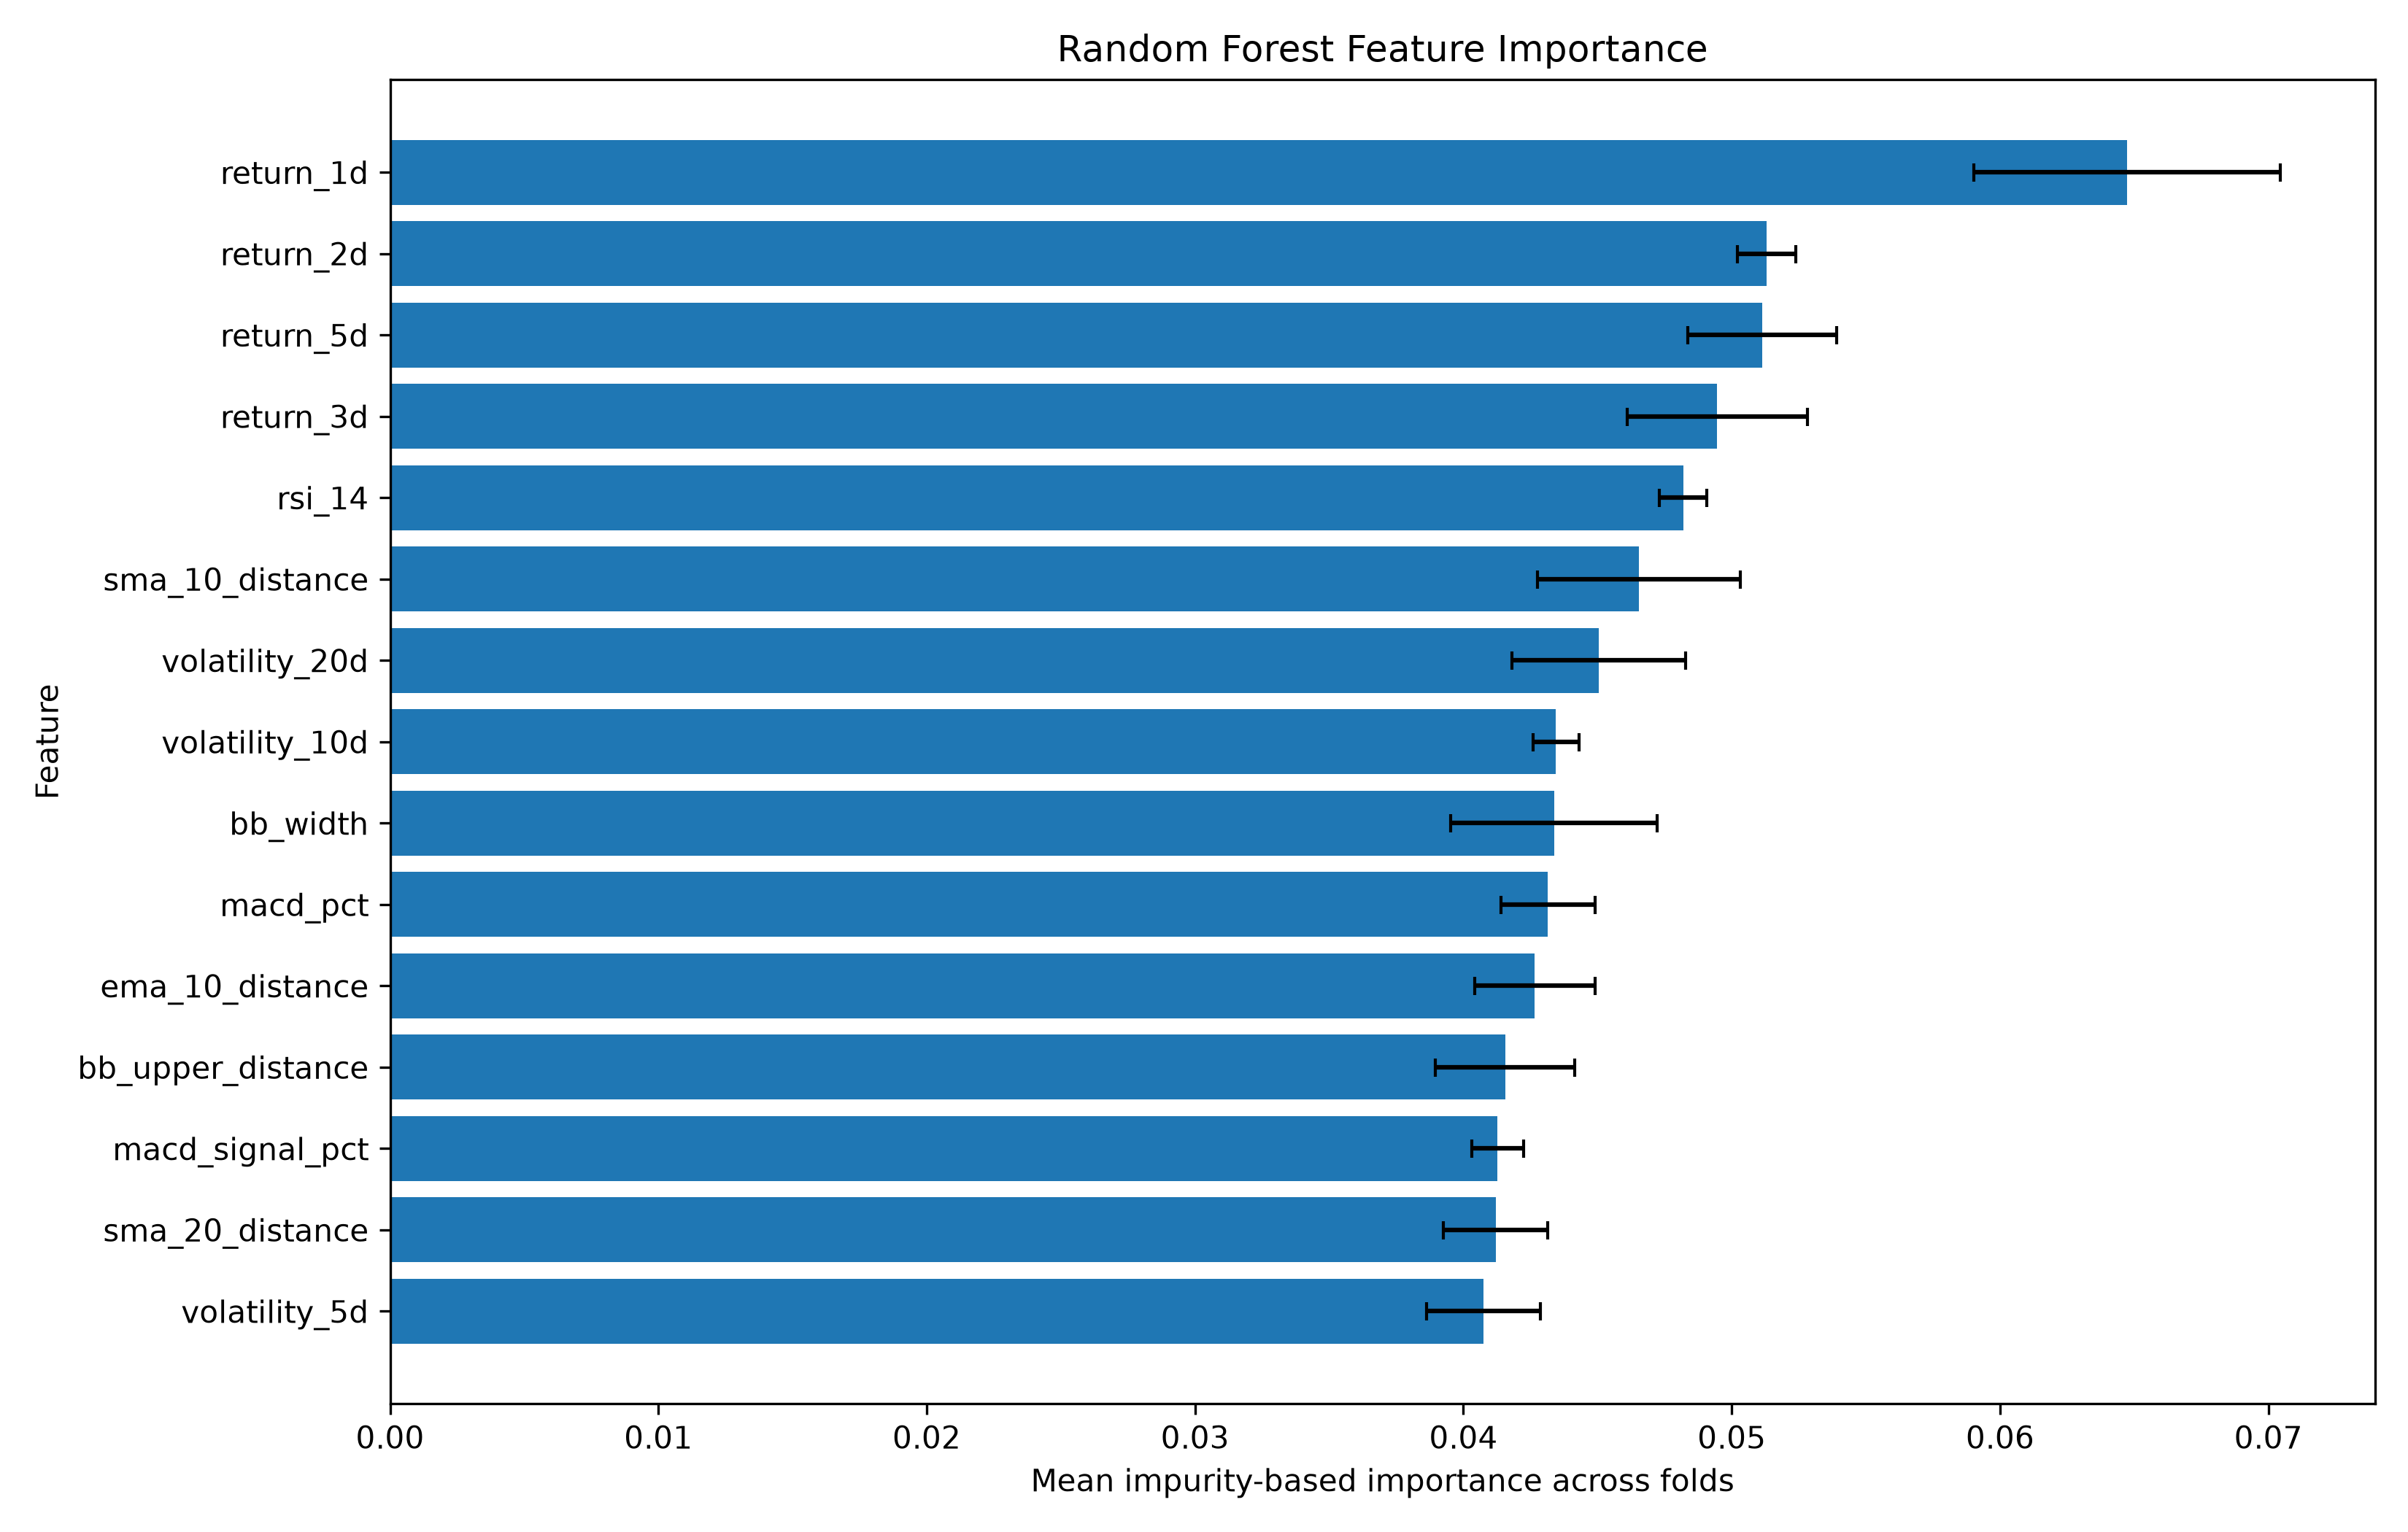 Random Forest Feature Importance
return_1d
return_2d
return_5d
return_3d
rsi_14
sma_10_distance
volatility_20d
volatility_10d
bb_width
macd_pct
ema_10_distance
bb_upper_distance
macd_signal_pct
sma_20_distance
volatility_5d
Feature
0.00 0.01 0.02 0.03 0.04 0.05 0.06 0.07
Mean impurity-based importance across folds